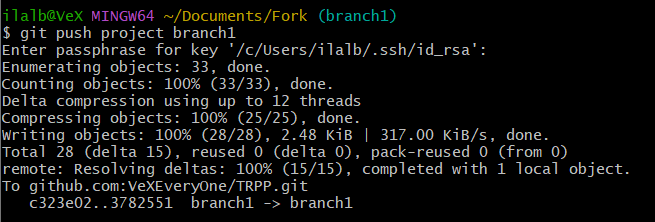 ilalb@VeX MINGW64 ~/Documents/Fork (branch1)
$ git push project branch1
Enter passphrase for key '/c/Users/ilalb/.ssh/id_rsa':
Enumerating objects: 33, done.
Counting objects: 100% (33/33), done.
Delta compression using up to 12 threads
Compressing objects: 100% (25/25), done.
Writing objects: 100% (28/28), 2.48 KiB | 317.00 KiB/s, done.
Total 28 (delta 15), reused 0 (delta 0), pack-reused 0 (from 0)
remote: Resolving deltas: 100% (15/15), completed with 1 local object.
To github.com:VeXEveryOne/TRPP.git
   c323e02..3782551  branch1 -> branch1